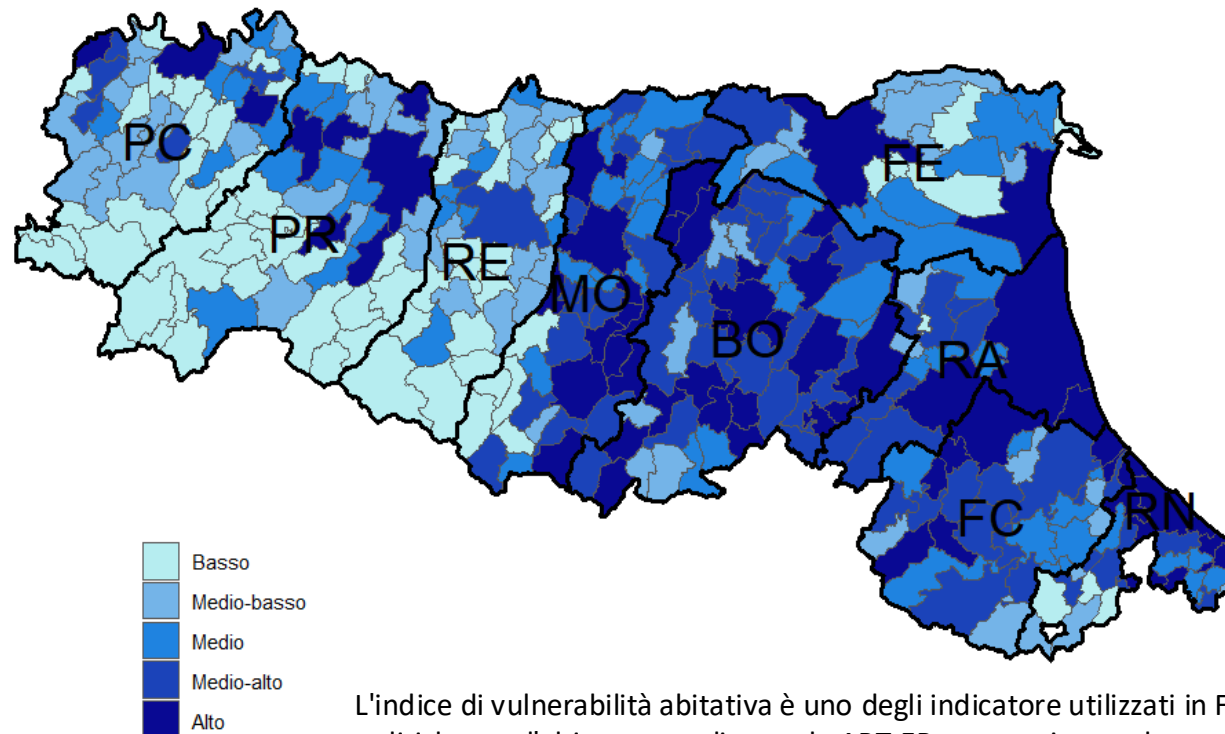 PC
FE
PR
RE
MO
BO
RA
FC
RN
Basso
Medio-basso
Medio
Medio-alto
Alto
L'indice di vulnerabilità abitativa è uno degli indicatore utilizzati in